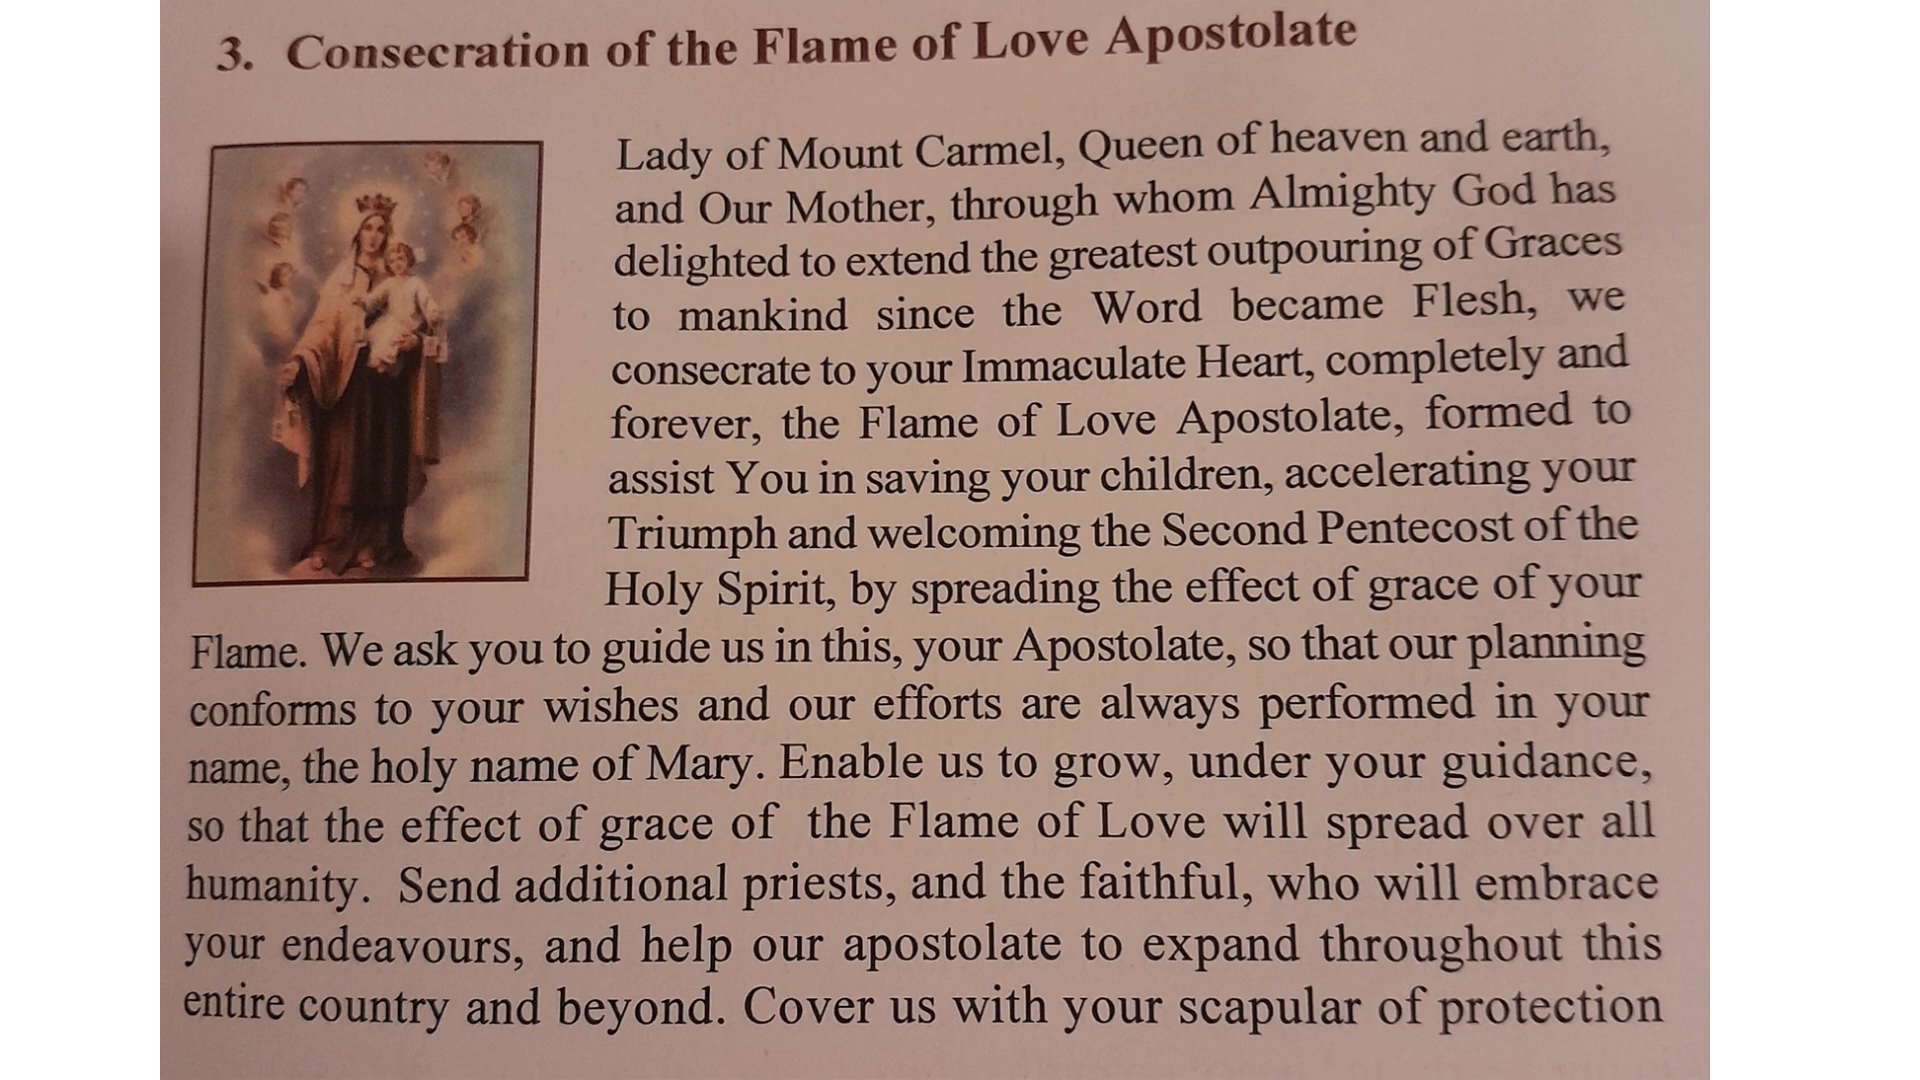 3. Consecration of the Flame of Love Apostolate
Lady of Mount Carmel, Queen of heaven and earth,
and Our Mother, through whom Almighty God has
delighted to extend the greatest outpouring of Graces
to mankind since the Word became Flesh, we
consecrate to your Immaculate Heart, completely and
forever, the Flame of Love Apostolate, formed to
assist You in saving your children, accelerating your
Triumph and welcoming the Second Pentecost of the
Holy Spirit, by spreading the effect of grace of your
Flame. We ask you to guide us in this, your Apostolate, so that our planning
conforms to your wishes and our efforts are always performed in your
name, the holy name of Mary. Enable us to grow, under your guidance,
so that the effect of grace of the Flame of Love will spread over all
humanity. Send additional priests, and the faithful, who will embrace
your endeavours, and help our apostolate to expand throughout this
entire country and beyond. Cover us with your scapular of protection